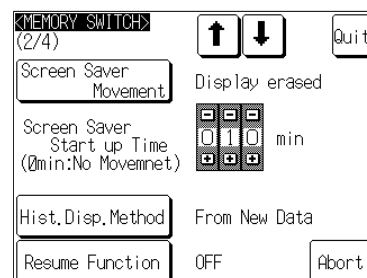 <MEMORY SWITCH>
(2/4)
Quit
Screen Saver
Movement
Display erased
Screen Saver
Start up Time
(0min:No Movemnet)
010 min
Hist.Disp.Method
From New Data
Resume Function
OFF
Abort